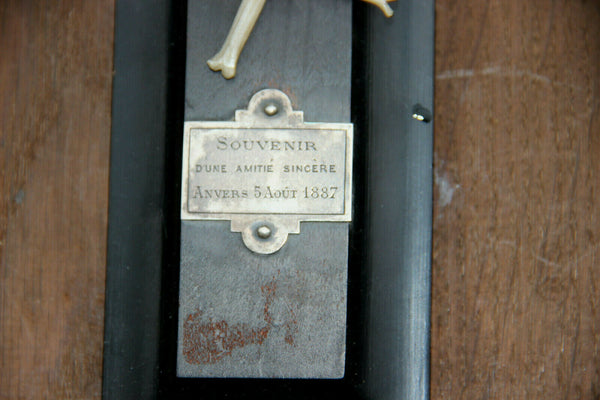 SOUVENIR
D'UNE AMITIÉ SINCÈRE
ANVERS 5 AOÛT 1887